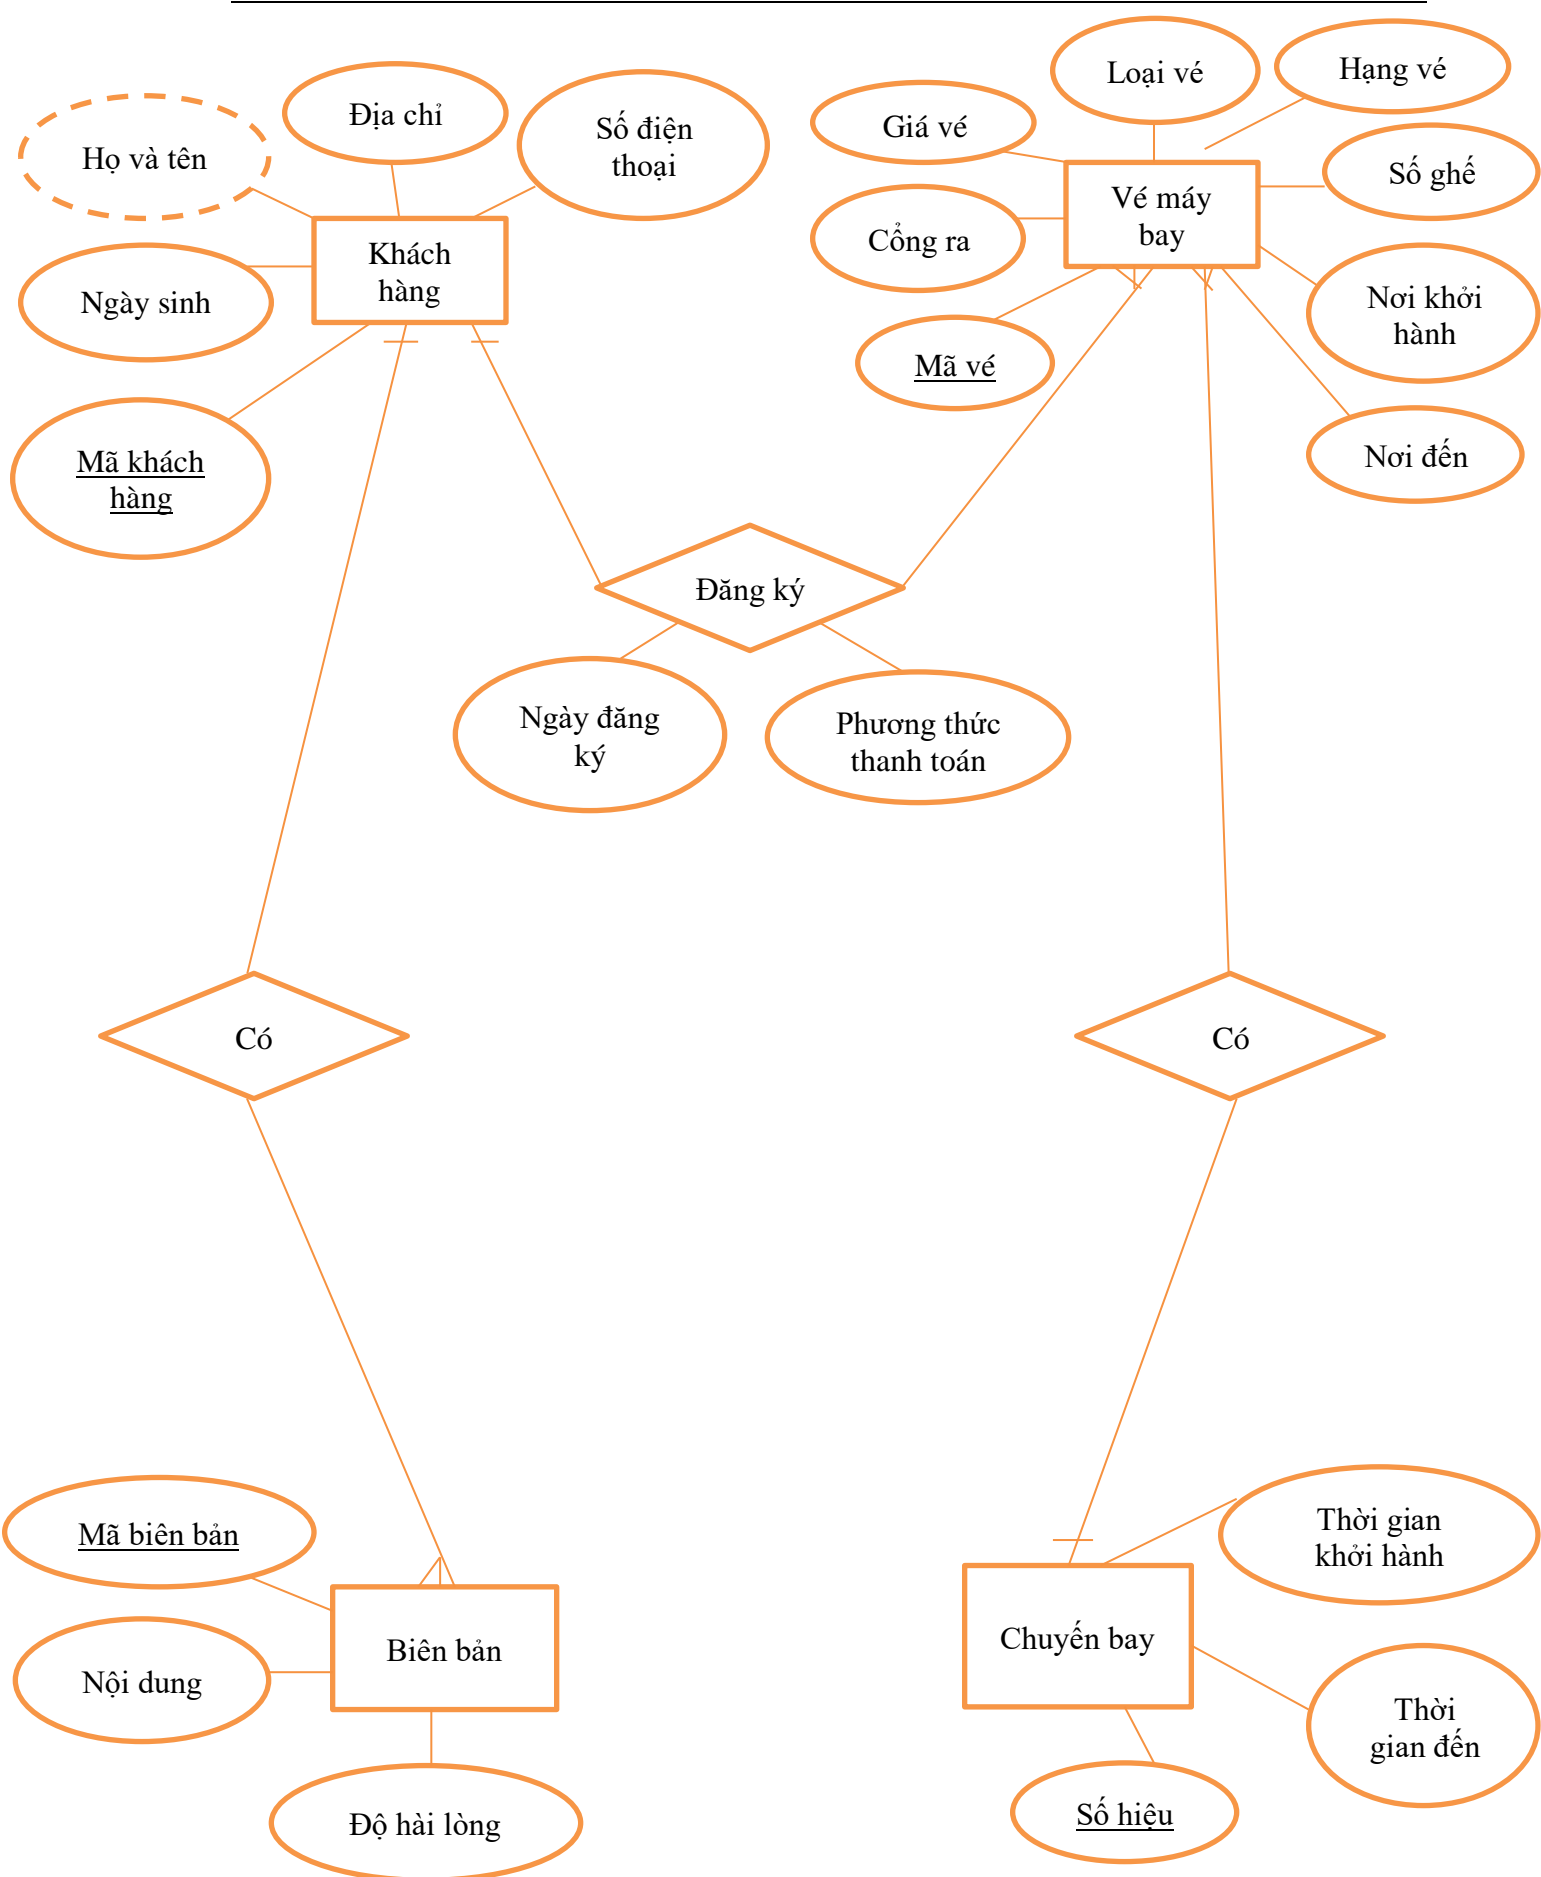 Loại vé
Hạng vé
Địa chỉ
Giá vé
Số điện
thoại
Họ và tên
Số ghế
Vé máy
bay
Cổng ra
Khách
hàng
Ngày sinh
Nơi khởi
hành
Mã vé
Nơi đến
Mã khách
hàng
Đăng ký
Ngày đăng
ký
Phương thức
thanh toán
Có
Có
Mã biên bản
Thời gian
khởi hành
Biên bản
Chuyến bay
Nội dung
Thời
gian đến
Độ hài lòng
Số hiệu